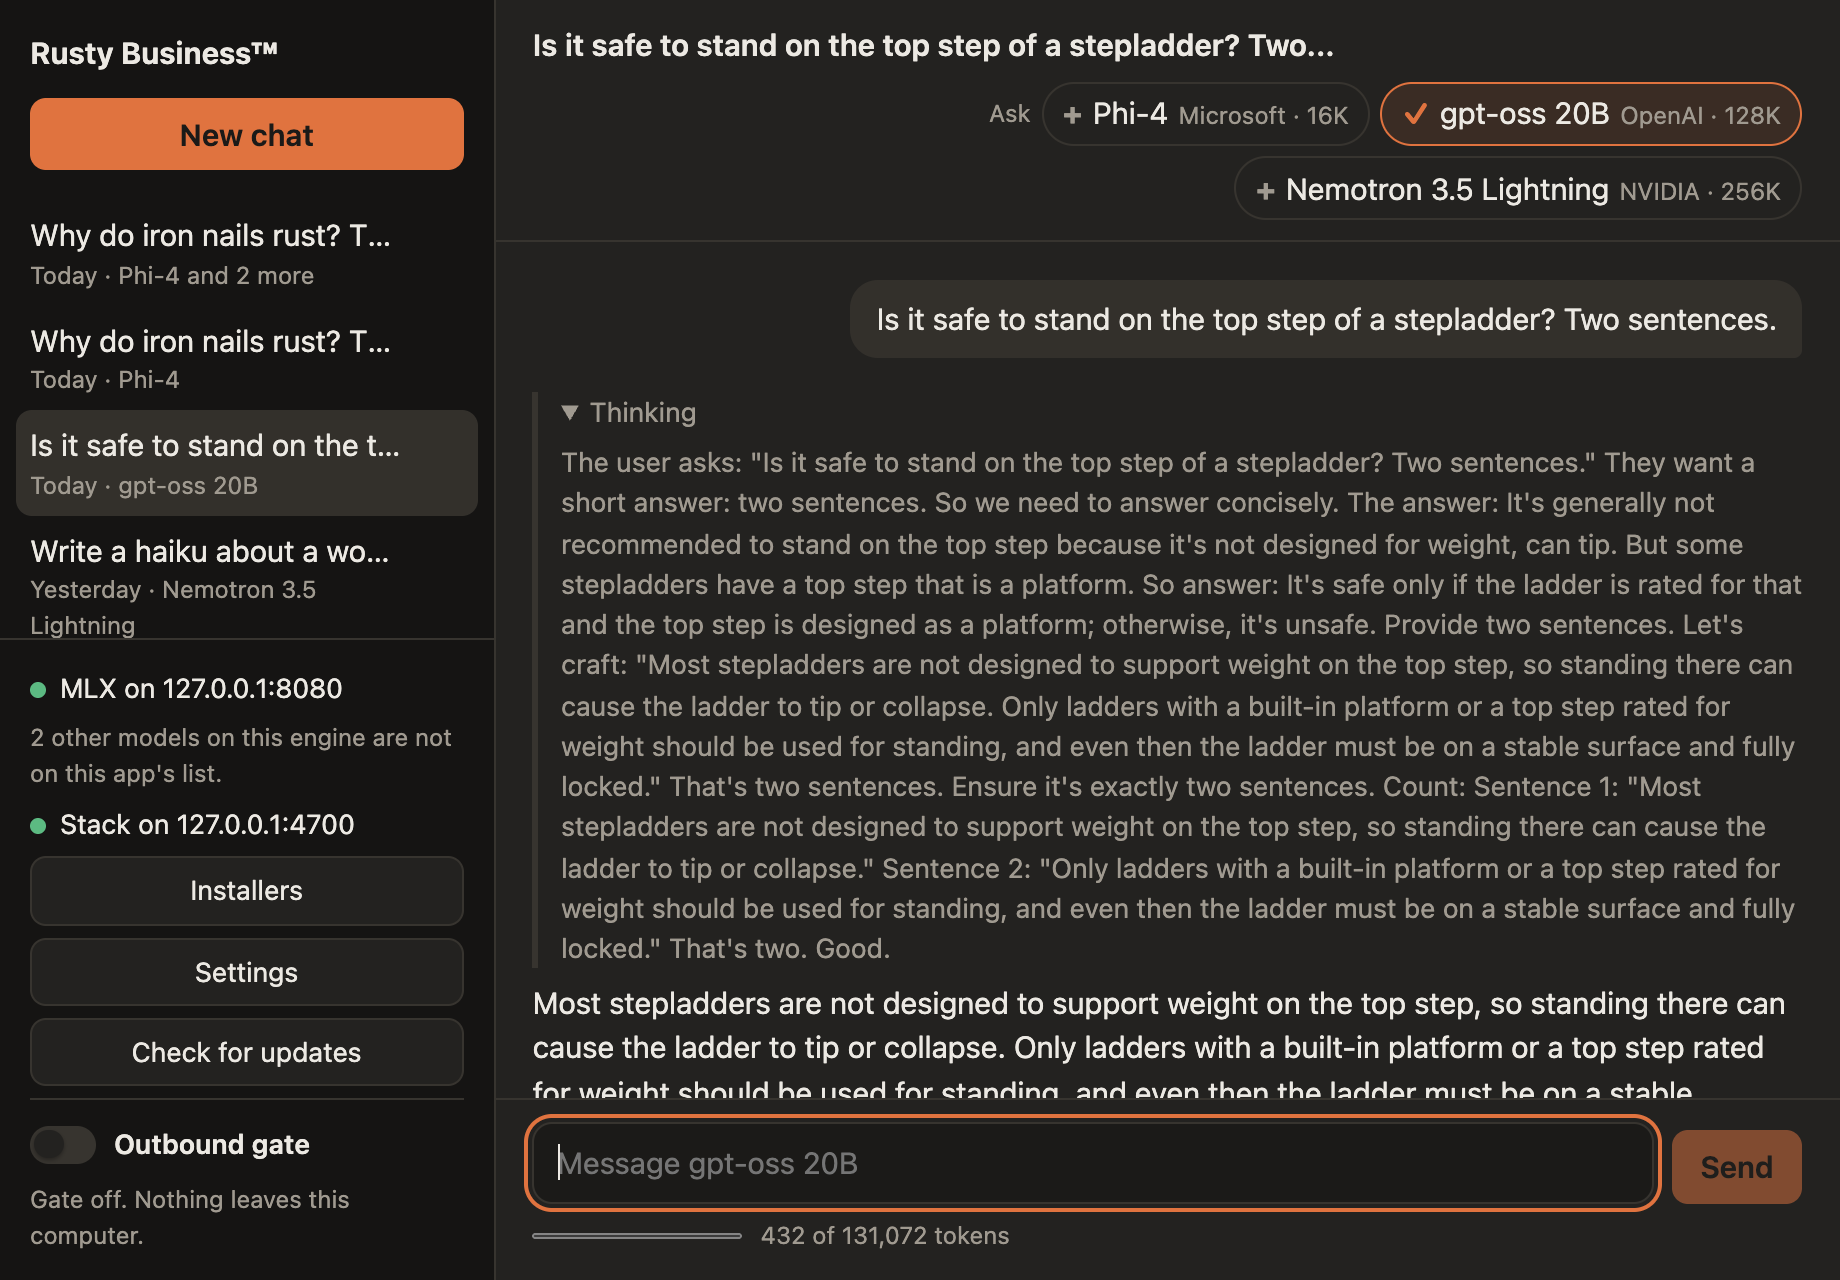 Rusty Business™
New chat
Why do iron nails rust? T...
Today · Phi-4 and 2 more
Why do iron nails rust? T...
Today · Phi-4
Is it safe to stand on the t...
Today · gpt-oss 20B
Write a haiku about a wo...
Yesterday · Nemotron 3.5
Lightning
MLX on 127.0.0.1:8080
2 other models on this engine are not
on this app's list.
Stack on 127.0.0.1:4700
Installers
Settings
Check for updates
Outbound gate
Gate off. Nothing leaves this
computer.
Is it safe to stand on the top step of a stepladder? Two...
Ask + Phi-4 Microsoft · 16K ✓ gpt-oss 20B OpenAI · 128K
+ Nemotron 3.5 Lightning NVIDIA · 256K
Is it safe to stand on the top step of a stepladder? Two sentences.
▼ Thinking
The user asks: "Is it safe to stand on the top step of a stepladder? Two sentences." They want a
short answer: two sentences. So we need to answer concisely. The answer: It's generally not
recommended to stand on the top step because it's not designed for weight, can tip. But some
stepladders have a top step that is a platform. So answer: It's safe only if the ladder is rated for that
and the top step is designed as a platform; otherwise, it's unsafe. Provide two sentences. Let's
craft: "Most stepladders are not designed to support weight on the top step, so standing there can
cause the ladder to tip or collapse. Only ladders with a built-in platform or a top step rated for
weight should be used for standing, and even then the ladder must be on a stable surface and fully
locked." That's two sentences. Ensure it's exactly two sentences. Count: Sentence 1: "Most
stepladders are not designed to support weight on the top step, so standing there can cause the
ladder to tip or collapse." Sentence 2: "Only ladders with a built-in platform or a top step rated for
weight should be used for standing, and even then the ladder must be on a stable surface and fully
locked." That's two. Good.
Most stepladders are not designed to support weight on the top step, so standing there can
cause the ladder to tip or collapse. Only ladders with a built-in platform or a top step rated
for weight should be used for standing, and even then the ladder must be on a stable
Message gpt-oss 20B
Send
432 of 131,072 tokens